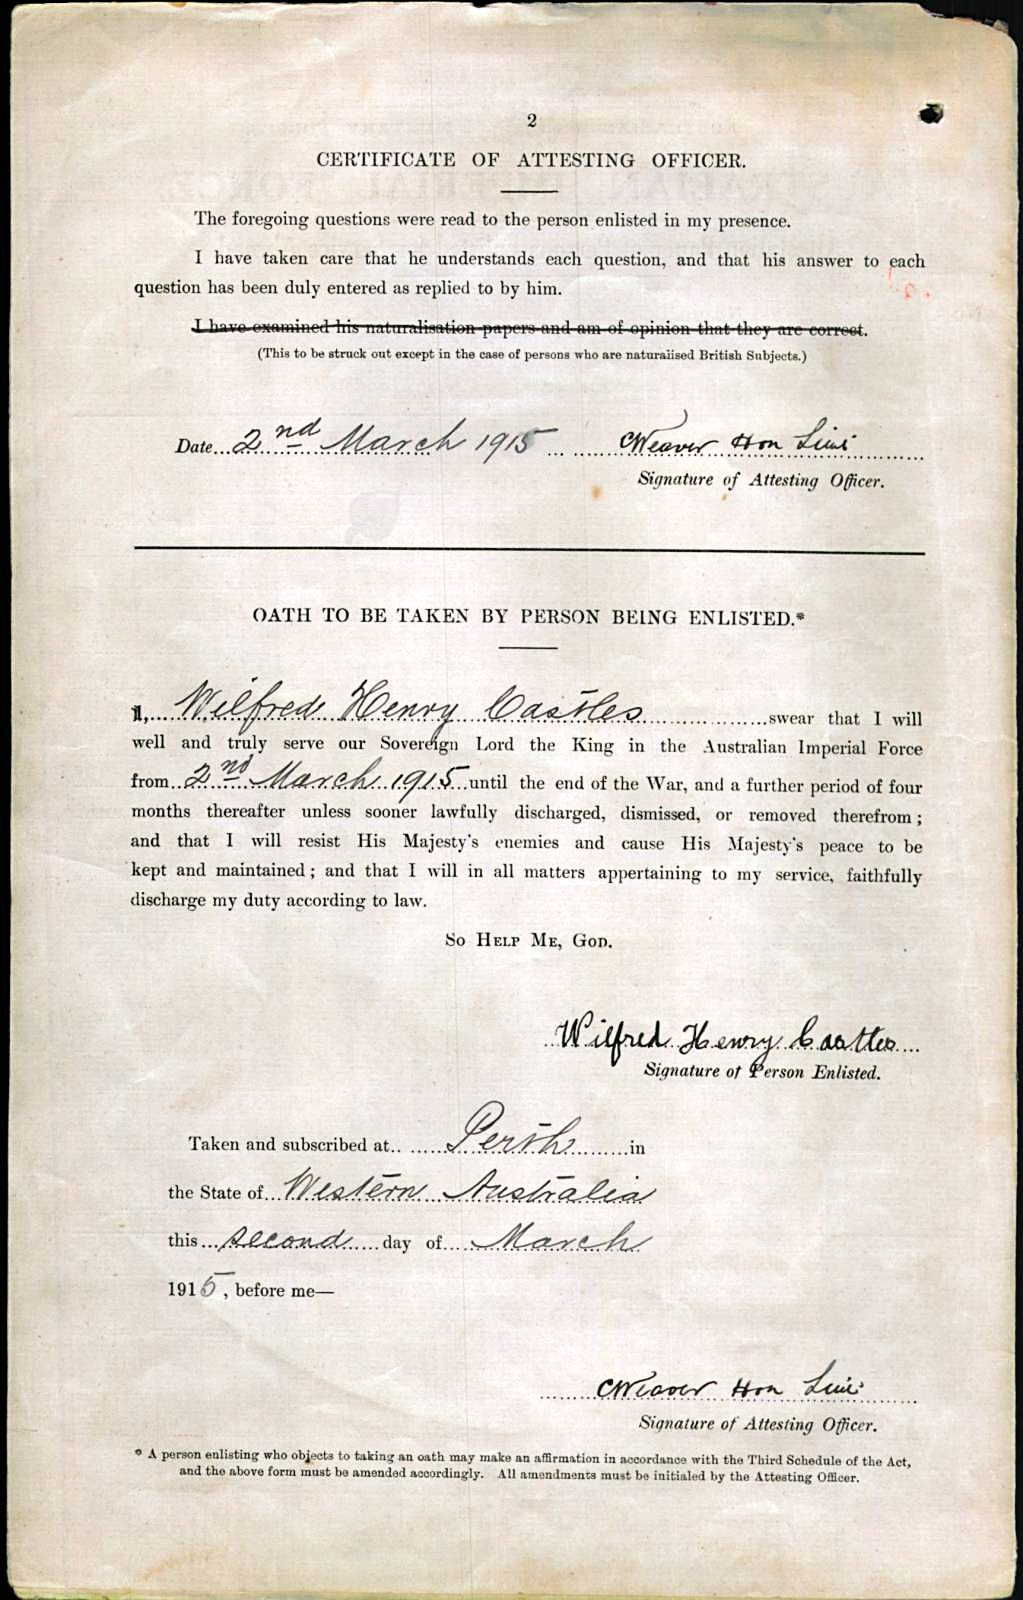 2
CERTIFICATE OF ATTESTING OFFICER.
The foregoing questions were read to the person enlisted in my presence.
I have taken care that he understands each question, and that his answer to each
question has been duly entered as replied to by him.
I have examined his naturalisation papers and am of opinion that they are correct.
(This to be struck out except in the case of persons who are naturalised British Subjects.)
Date 2nd March 1915 CWeaver Hon Lieut
Signature of Attesting Officer.
OATH TO BE TAKEN BY PERSON BEING ENLISTED.*
I, Wilfred Henry Castles swear that I will
well and truly serve our Sovereign Lord the King in the Australian Imperial Force
from 2nd March 1915 until the end of the War, and a further period of four
months thereafter unless sooner lawfully discharged, dismissed, or removed therefrom;
and that I will resist His Majesty's enemies and cause His Majesty's peace to be
kept and maintained; and that I will in all matters appertaining to my service, faithfully
discharge my duty according to law.
So Help Me, God.
Wilfred Henry Castles
Signature of Person Enlisted.
Taken and subscribed at Perth in
the State of Western Australia
this second day of March
1915, before me—
CWeaver Hon Lieut
Signature of Attesting Officer.
* A person enlisting who objects to taking an oath may make an affirmation in accordance with the Third Schedule of the Act,
and the above form must be amended accordingly. All amendments must be initialed by the Attesting Officer.